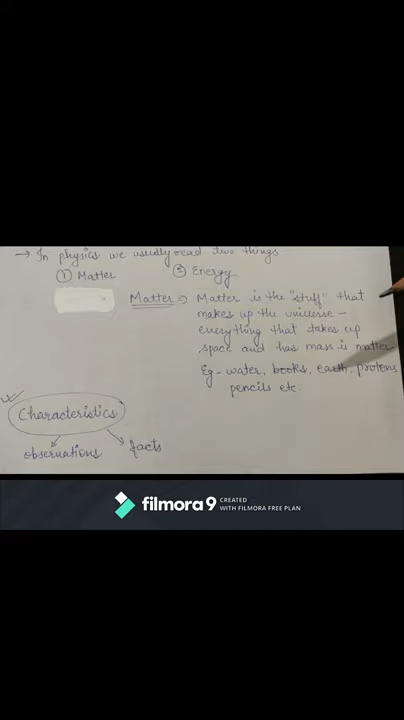 → In physics we usually read two things
① Matter ② Energy
Matter → Matter is the "stuff" that
makes up the universe –
everything that takes up
space and has mass is matter
Eg - water, books, earth, protons
pencils etc.
Characteristics
observations facts
filmora 9 CREATED
WITH FILMORA FREE PLAN